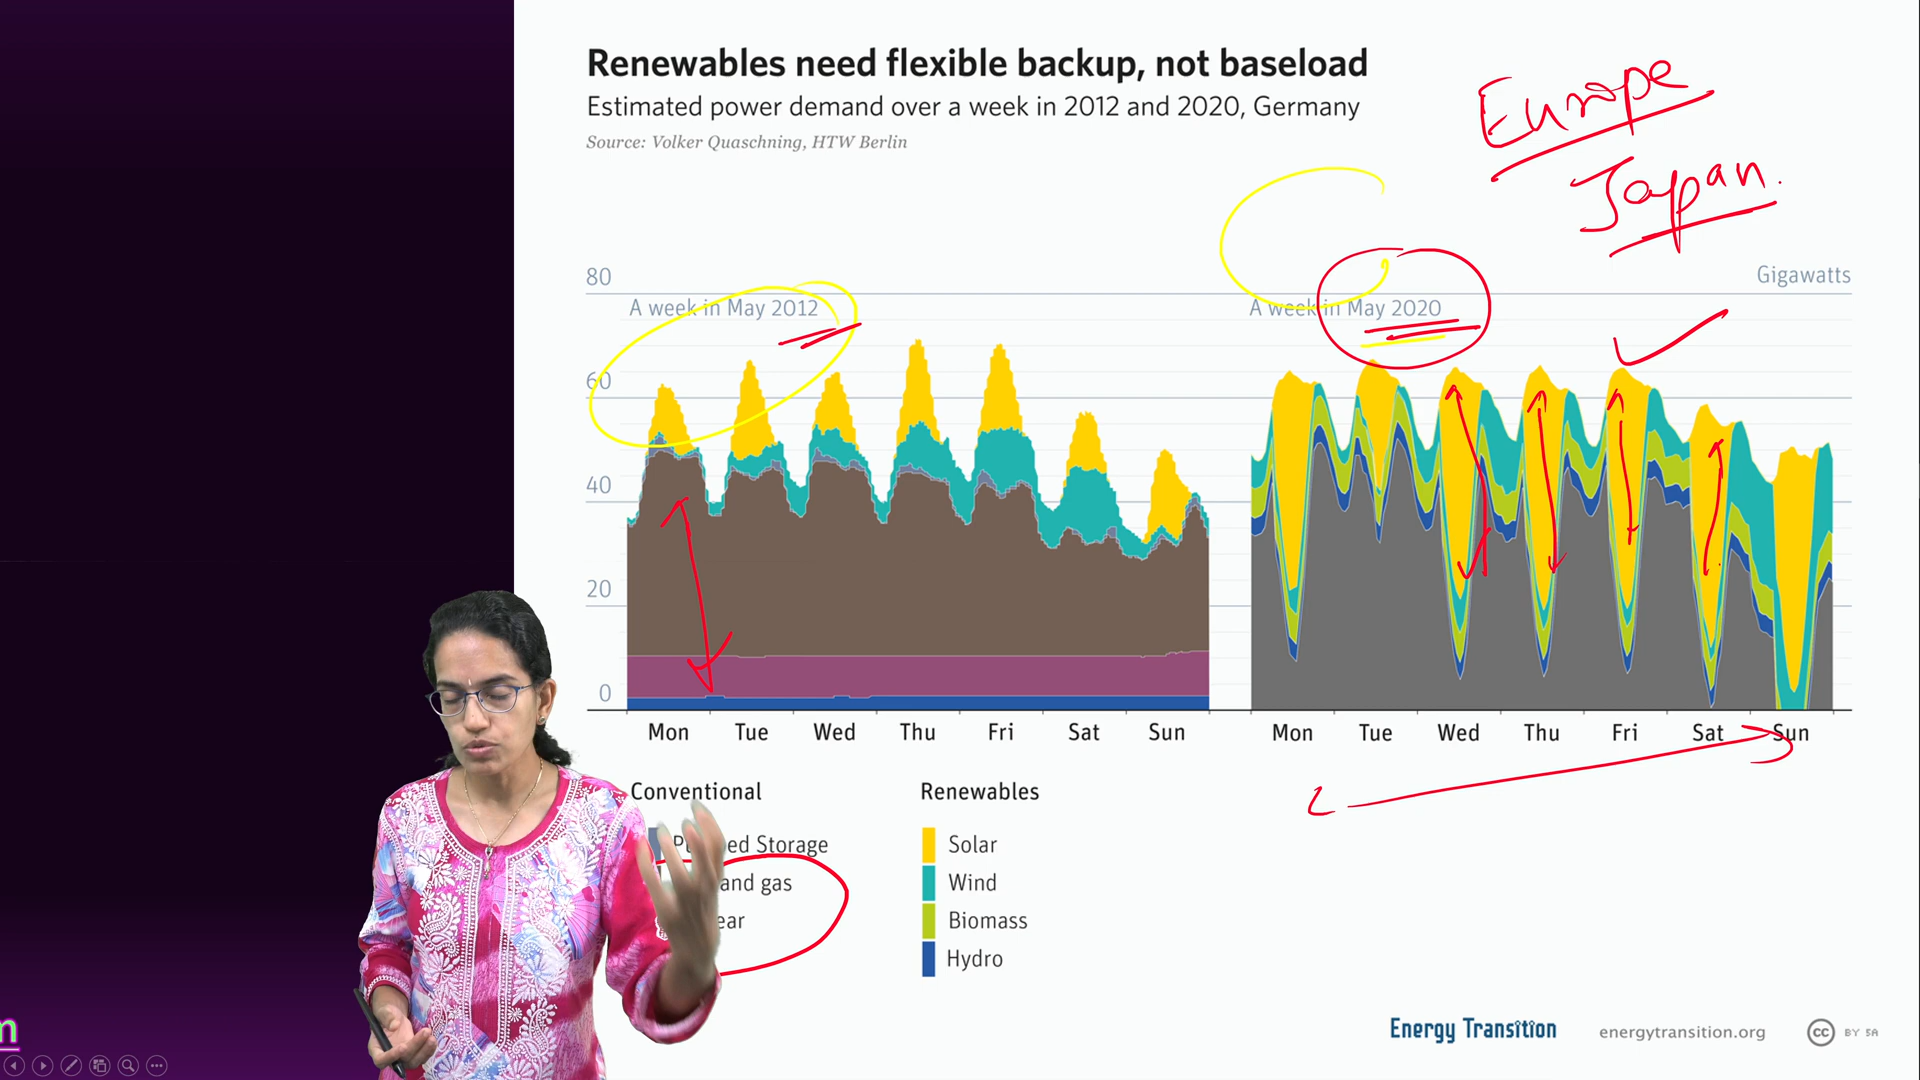 Renewables need flexible backup, not baseload
Estimated power demand over a week in 2012 and 2020, Germany
Source: Volker Quaschning, HTW Berlin
Europe
Japan.
80
Gigawatts
A week in May 2012
A week in May 2020
60
40
20
0
Mon Tue Wed Thu Fri Sat Sun
Mon Tue Wed Thu Fri Sat Sun
Conventional
Renewables
ed Storage
Solar
and gas
Wind
ear
Biomass
Hydro
Energy Transition
energytransition.org
cc BY SA